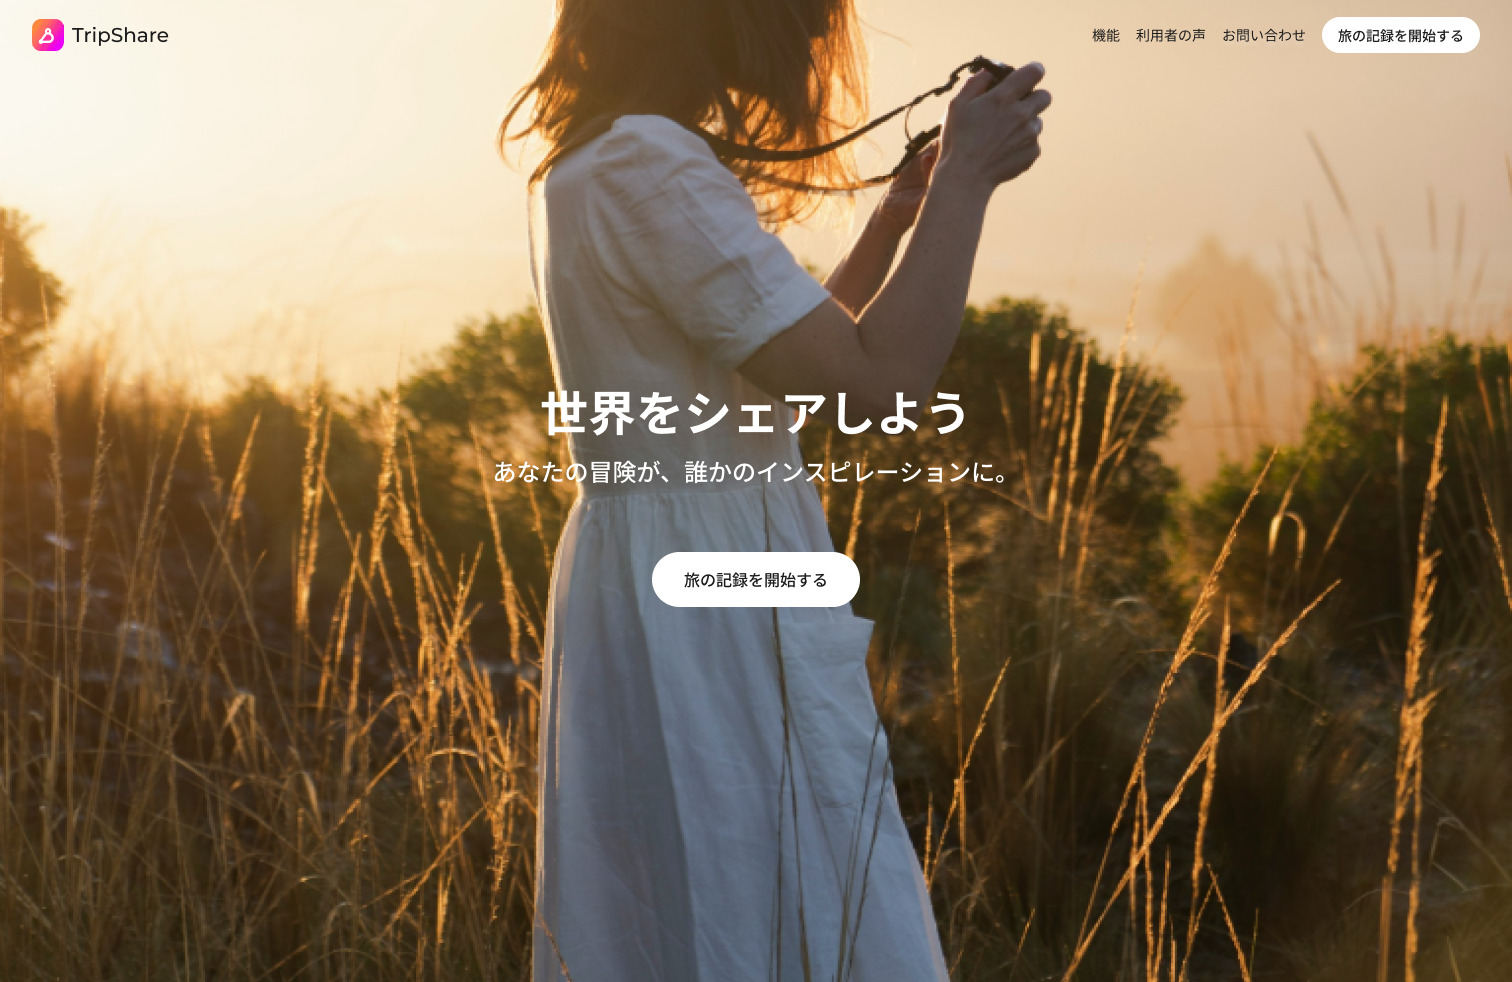 TripShare
機能
利用者の声
お問い合わせ
旅の記録を開始する
世界をシェアしよう
あなたの冒険が、誰かのインスピレーションに。
旅の記録を開始する